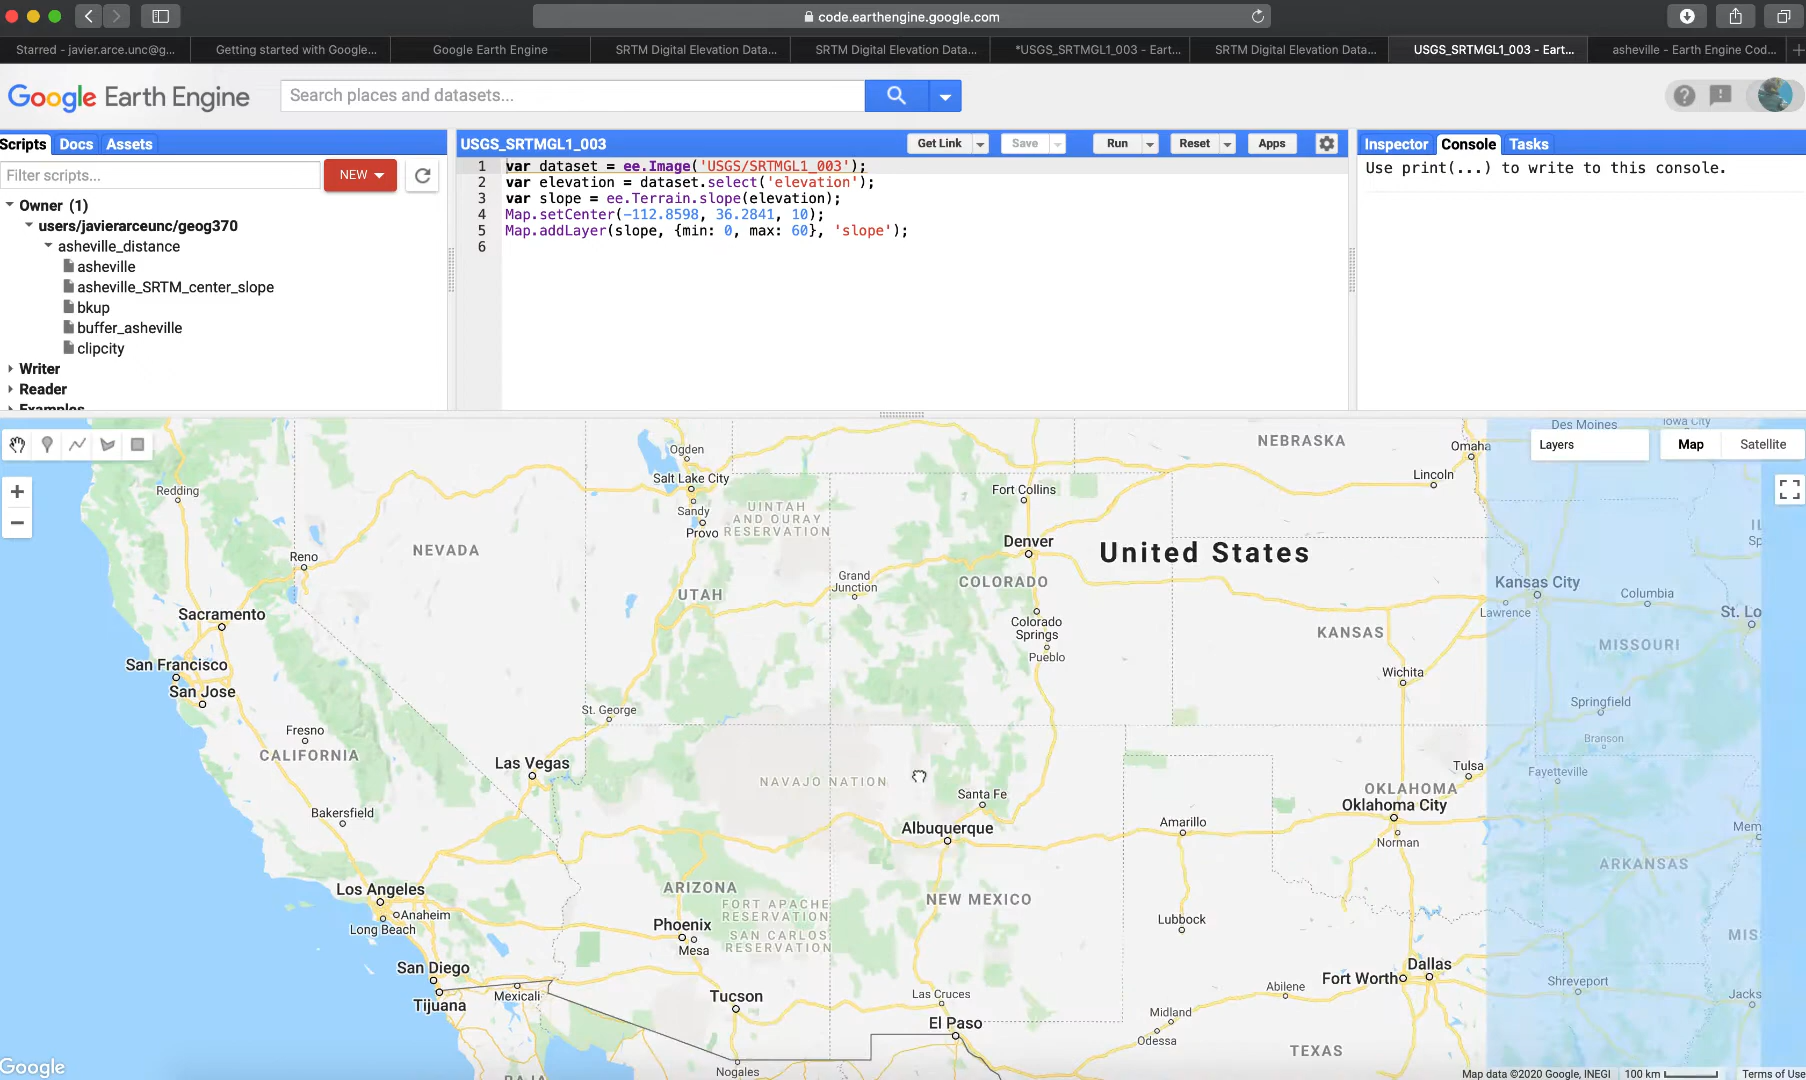 code.earthengine.google.com
Starred - javier.arce.unc@g...
Getting started with Google...
Google Earth Engine
SRTM Digital Elevation Data...
SRTM Digital Elevation Data...
*USGS_SRTMGL1_003 - Eart...
SRTM Digital Elevation Data...
USGS_SRTMGL1_003 - Eart...
asheville - Earth Engine Cod...
Google Earth Engine
Search places and datasets...
Scripts Docs Assets
Filter scripts...
NEW
Owner (1)
users/javierarceunc/geog370
asheville_distance
asheville
asheville_SRTM_center_slope
bkup
buffer_asheville
clipcity
Writer
Reader
Examples
USGS_SRTMGL1_003
Get Link Save Run Reset Apps
1 var dataset = ee.Image('USGS/SRTMGL1_003');
2 var elevation = dataset.select('elevation');
3 var slope = ee.Terrain.slope(elevation);
4 Map.setCenter(-112.8598, 36.2841, 10);
5 Map.addLayer(slope, {min: 0, max: 60}, 'slope');
6
Inspector Console Tasks
Use print(...) to write to this console.
Layers
Map Satellite
Des Moines
Iowa City
NEBRASKA
Omaha
Lincoln
Ogden
Salt Lake City
Sandy
Provo
UINTAH
AND OURAY
RESERVATION
Fort Collins
Redding
Reno
NEVADA
Denver
United States
COLORADO
Grand
Junction
UTAH
Kansas City
Lawrence
Columbia
St. Lo
IL
Sp
Sacramento
Colorado
Springs
Pueblo
KANSAS
MISSOURI
San Francisco
San Jose
Wichita
Springfield
St. George
Fresno
CALIFORNIA
Las Vegas
NAVAJO NATION
Branson
Fayetteville
Tulsa
OKLAHOMA
Oklahoma City
Norman
Santa Fe
Albuquerque
Amarillo
Bakersfield
Mem
ARKANSAS
Los Angeles
Anaheim
Long Beach
ARIZONA
FORT APACHE
RESERVATION
SAN CARLOS
RESERVATION
Phoenix
Mesa
NEW MEXICO
Lubbock
MIS
San Diego
Tijuana
Mexicali
Tucson
Las Cruces
El Paso
Abilene
Fort Worth
Dallas
Shreveport
Jacks
Midland
Odessa
TEXAS
Nogales
BAJA
Google
Map data ©2020 Google, INEGI
100 km
Terms of Use